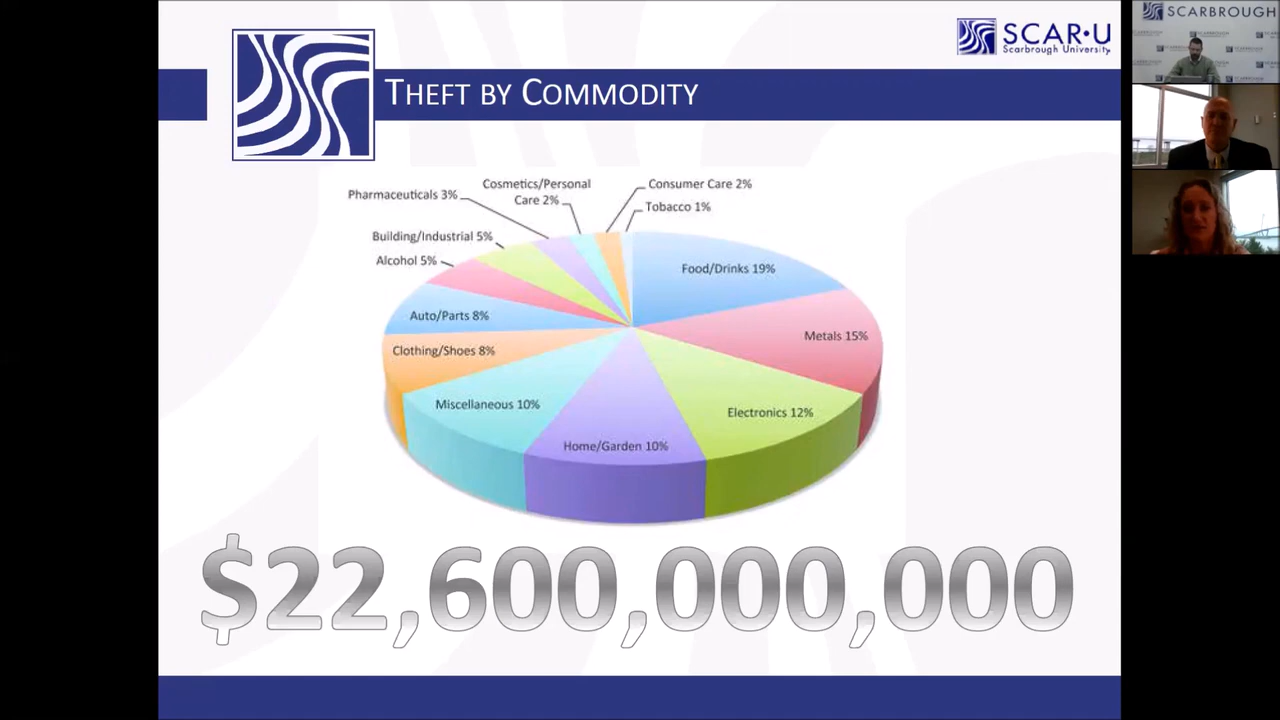 SCAR·U
Scarbrough University
THEFT BY COMMODITY
Pharmaceuticals 3%
Cosmetics/Personal
Care 2%
Consumer Care 2%
Tobacco 1%
Building/Industrial 5%
Alcohol 5%
Food/Drinks 19%
Auto/Parts 8%
Metals 15%
Clothing/Shoes 8%
Miscellaneous 10%
Electronics 12%
Home/Garden 10%
$22,600,000,000
SCARBROUGH
SCARBROUGH
SCARBROUGH